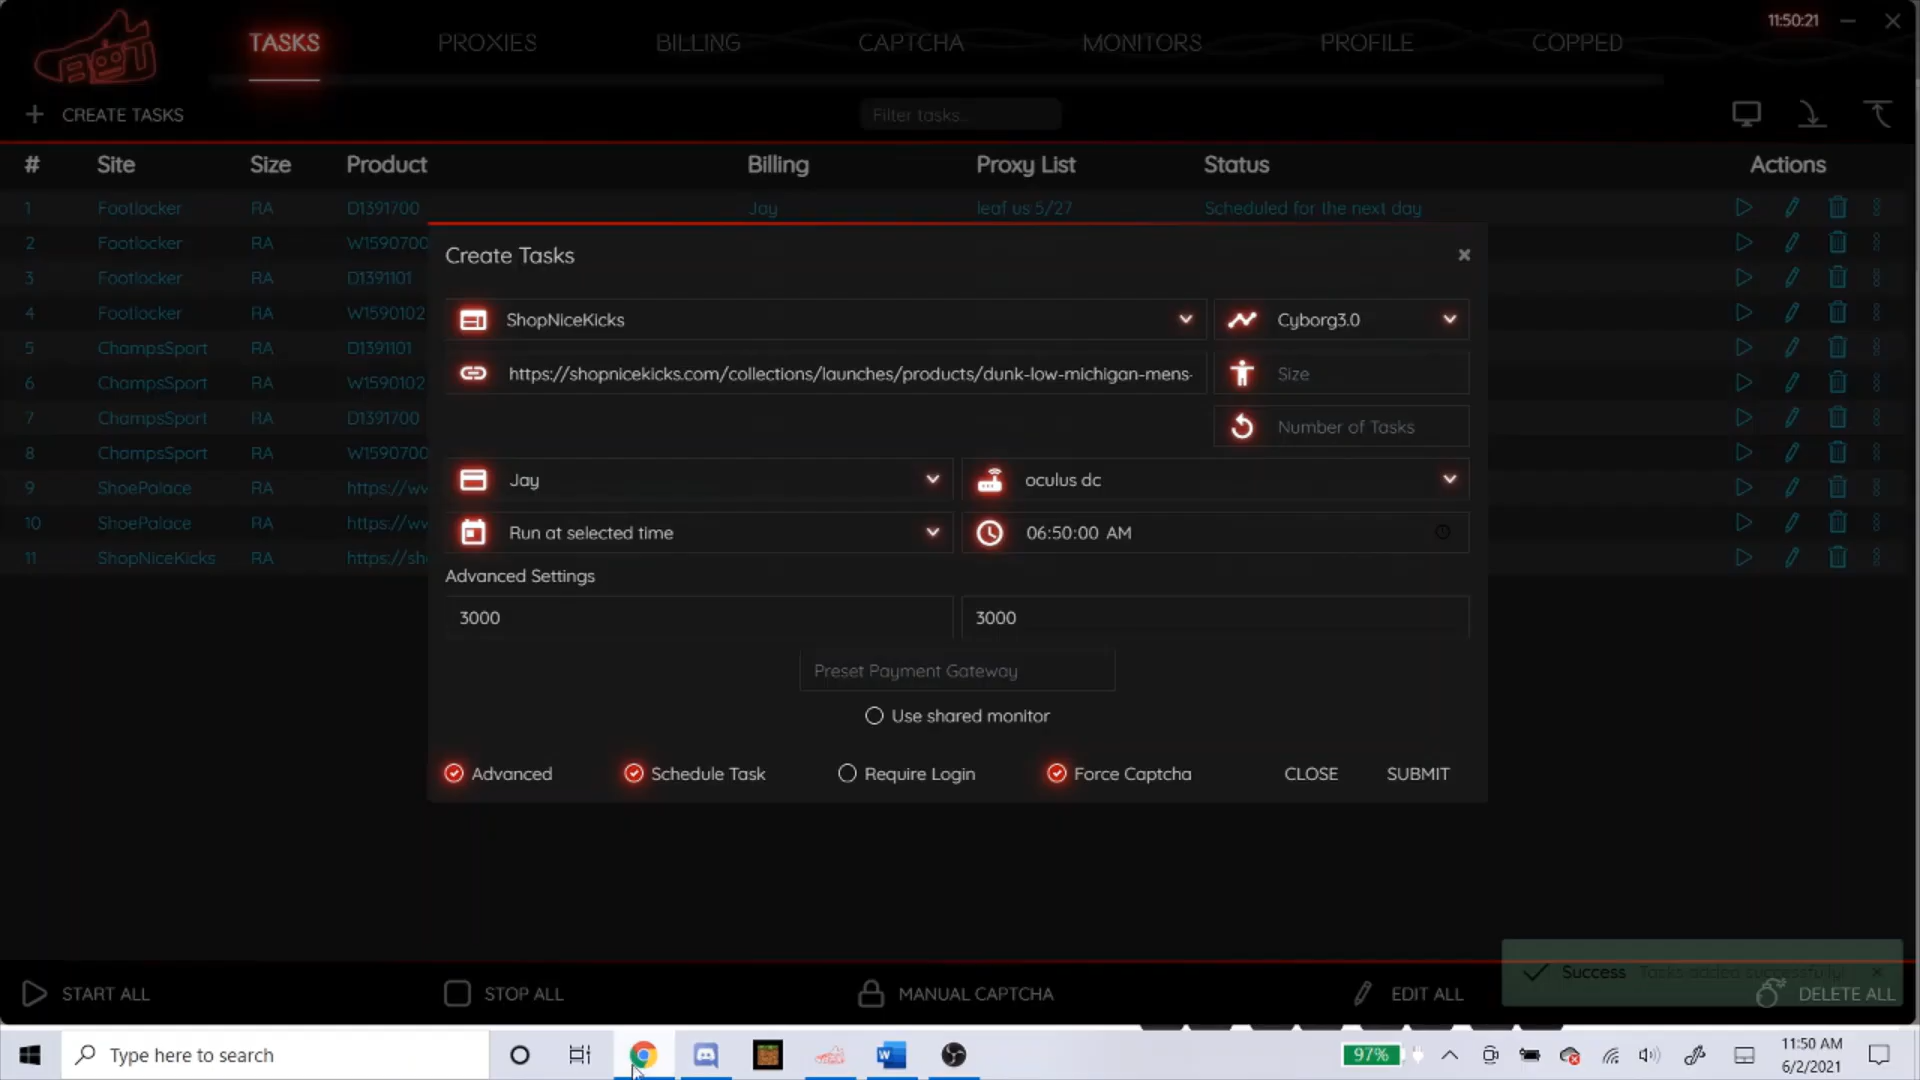 11:50:21
TASKS PROXIES BILLING CAPTCHA MONITORS PROFILE COPPED
CREATE TASKS Filter tasks...
# Site Size Product Billing Proxy List Status Actions
1 Footlocker RA D1391700 Jay leaf us 5/27 Scheduled for the next day
2 Footlocker RA W1590700
3 Footlocker RA D1391101
4 Footlocker RA W1590102
5 ChampsSport RA D1391101
6 ChampsSport RA W1590102
7 ChampsSport RA D1391700
8 ChampsSport RA W1590700
9 ShoePalace RA https://ww
10 ShoePalace RA https://ww
11 ShopNiceKicks RA https://sh
Create Tasks
ShopNiceKicks Cyborg3.0
https://shopnicekicks.com/collections/launches/products/dunk-low-michigan-mens- Size
Number of Tasks
Jay oculus dc
Run at selected time 06:50:00 AM
Advanced Settings
3000 3000
Preset Payment Gateway
Use shared monitor
Advanced Schedule Task Require Login Force Captcha CLOSE SUBMIT
Success Tasks added successfully!
START ALL STOP ALL MANUAL CAPTCHA EDIT ALL DELETE ALL
Type here to search 97% 11:50 AM
6/2/2021